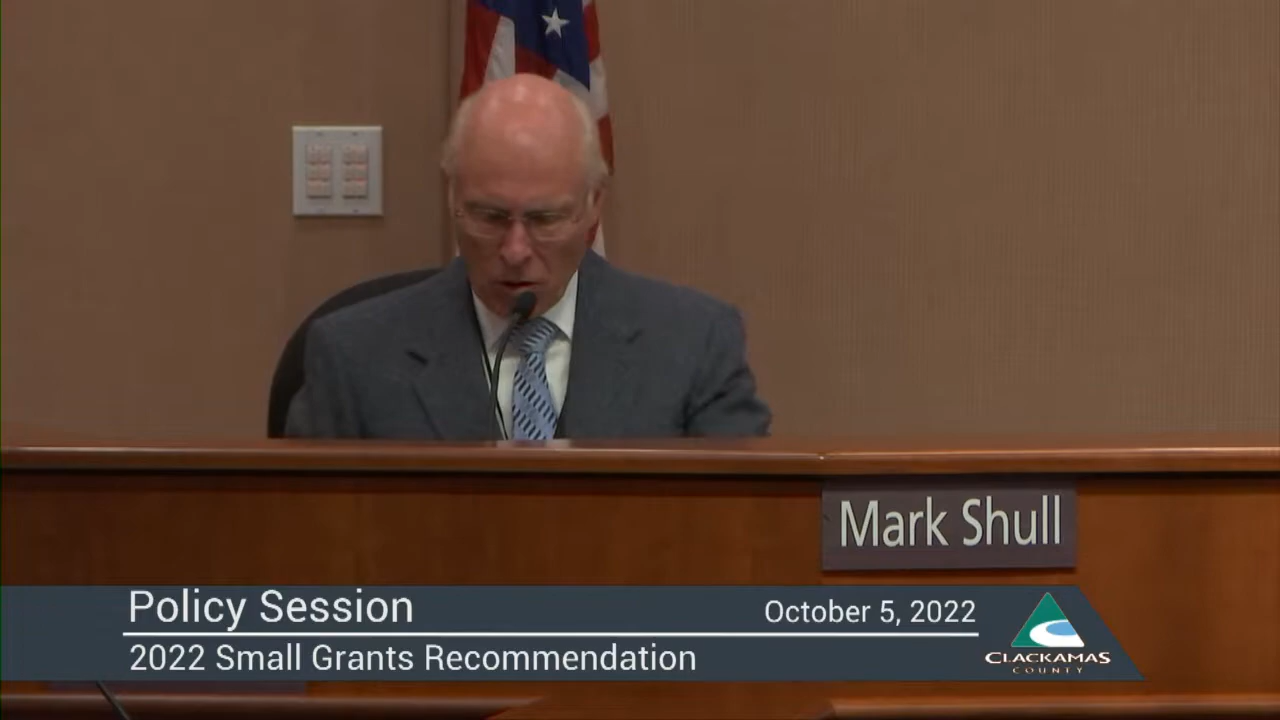 Mark Shull
Policy Session
October 5, 2022
2022 Small Grants Recommendation
CLACKAMAS
COUNTY